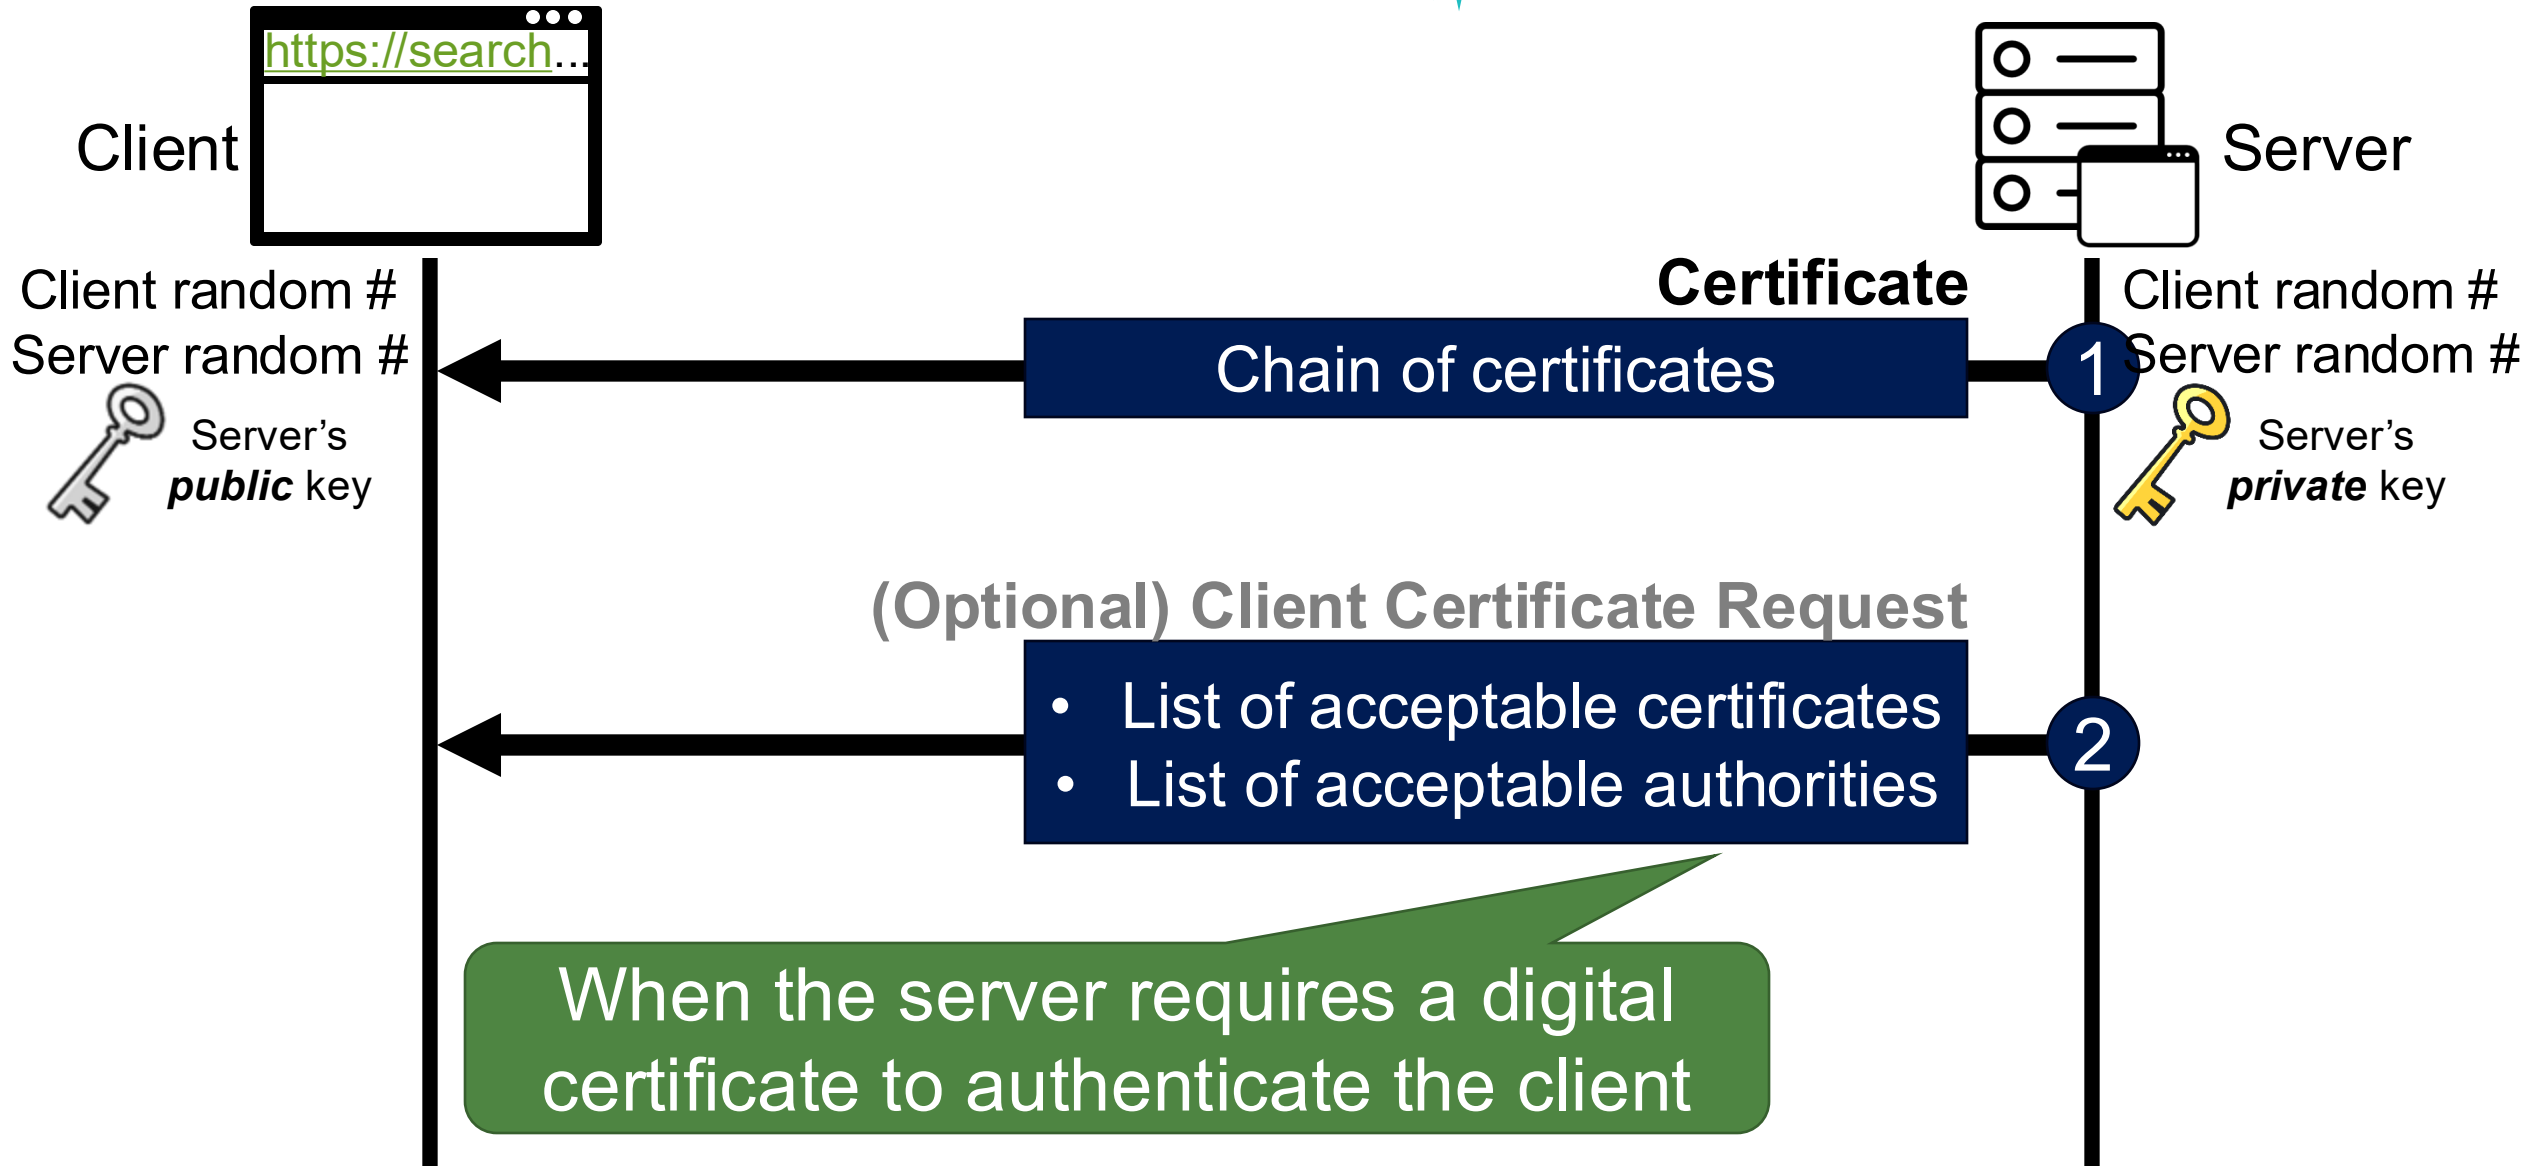 https://search...
Client
Server
Certificate
Client random #
Server random #
Server's
public key
Chain of certificates
1
Client random #
Server random #
Server's
private key
(Optional) Client Certificate Request
• List of acceptable certificates
• List of acceptable authorities
2
When the server requires a digital
certificate to authenticate the client